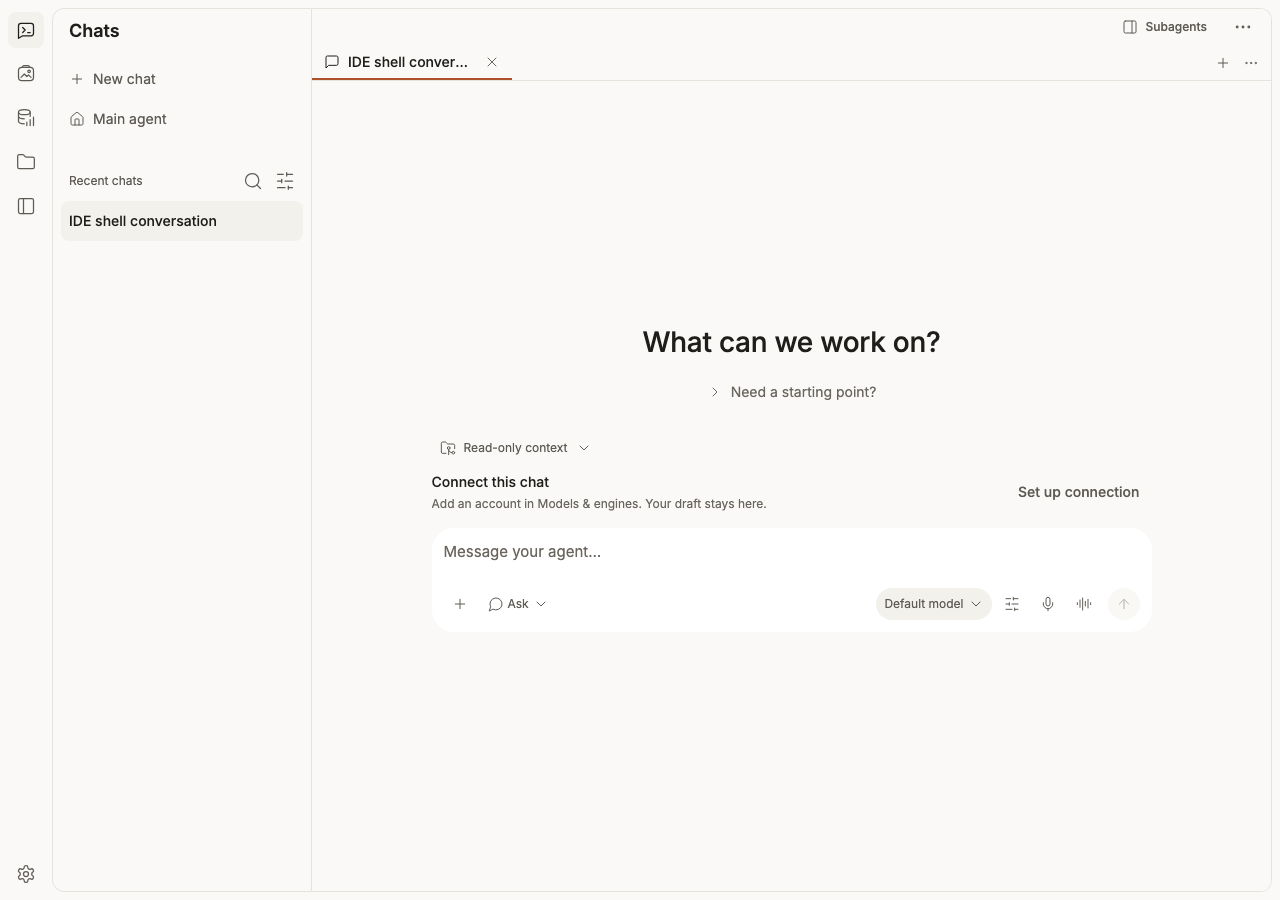 Chats
New chat
Main agent
Recent chats
IDE shell conversation
Subagents
IDE shell conver...
What can we work on?
Need a starting point?
Read-only context
Connect this chat
Add an account in Models & engines. Your draft stays here.
Set up connection
Message your agent...
Ask
Default model